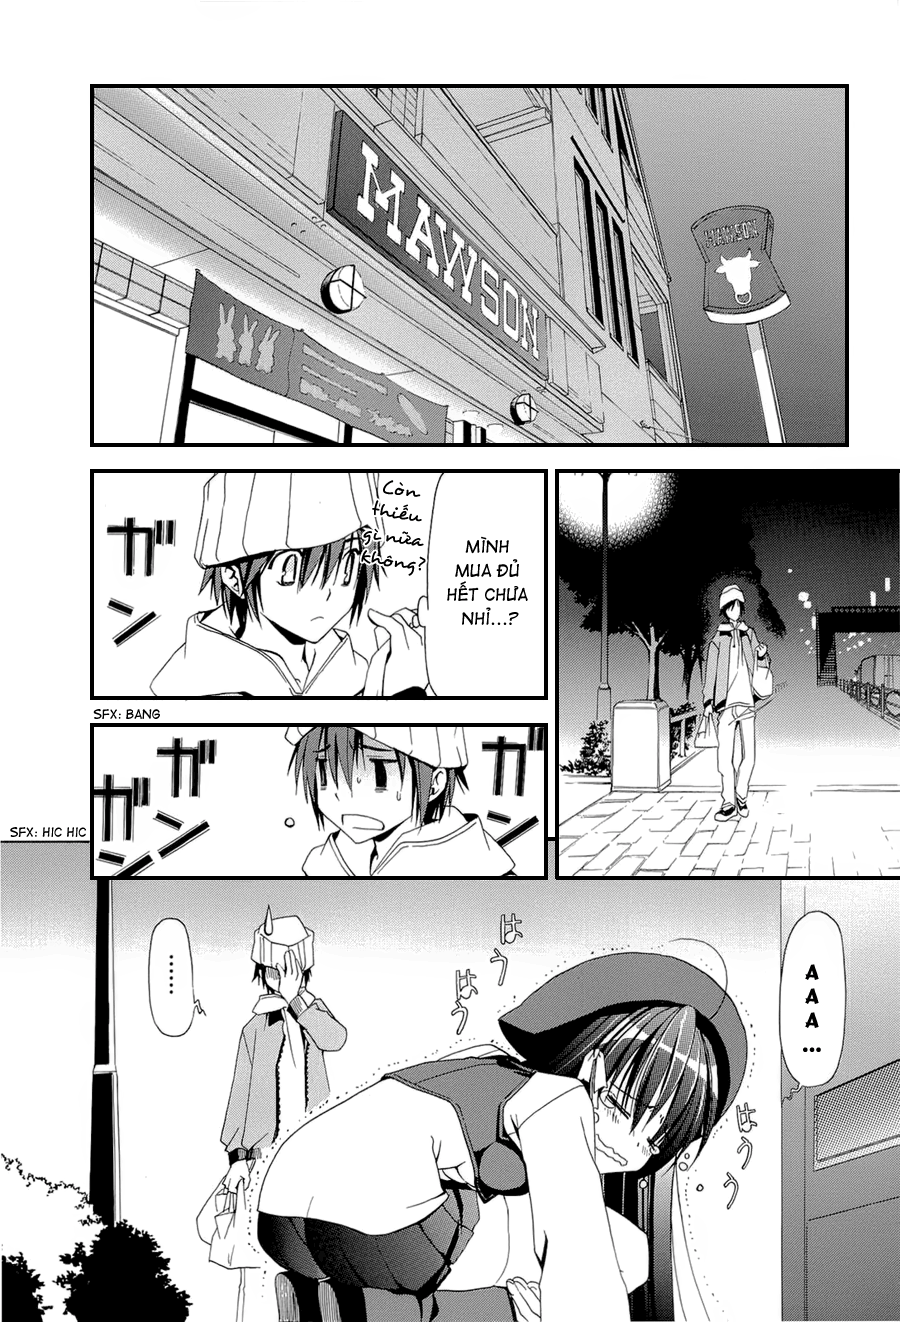 MAWSON
MAWSON
MÌNH
MUA ĐỦ
HẾT CHƯA
NHỈ...?
Còn
thiếu
gì nữa
không?
ガ
ン
SFX: BANG
ガ
ガ
ン
ン
ガ
ン
SFX: HIC HIC
A
A
A
...
......
はう
はう
はう
はう